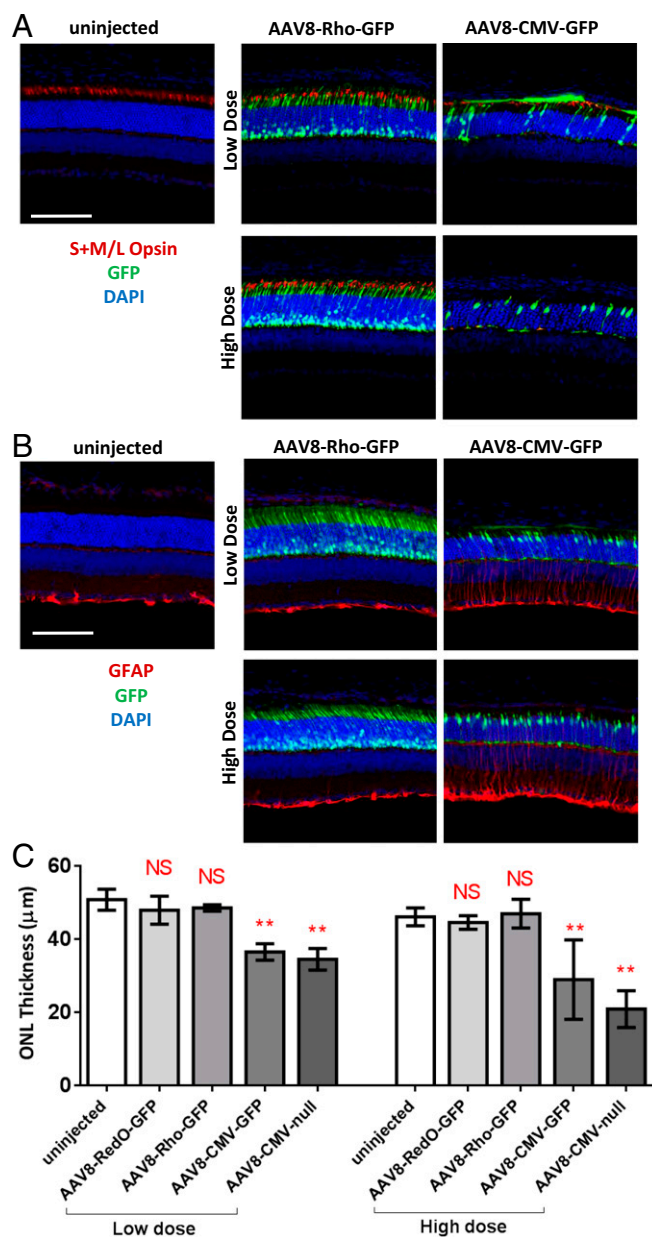 A
uninjected
AAV8-Rho-GFP
AAV8-CMV-GFP
Low Dose
S+M/L Opsin
GFP
DAPI
High Dose
B
uninjected
AAV8-Rho-GFP
AAV8-CMV-GFP
Low Dose
GFAP
GFP
DAPI
High Dose
C
ONL Thickness (μm)
60
40
20
0
NS
NS
**
**
NS
NS
**
**
uninjected
AAV8-RedO-GFP
AAV8-Rho-GFP
AAV8-CMV-GFP
AAV8-CMV-null
uninjected
AAV8-RedO-GFP
AAV8-Rho-GFP
AAV8-CMV-GFP
AAV8-CMV-null
Low dose
High dose